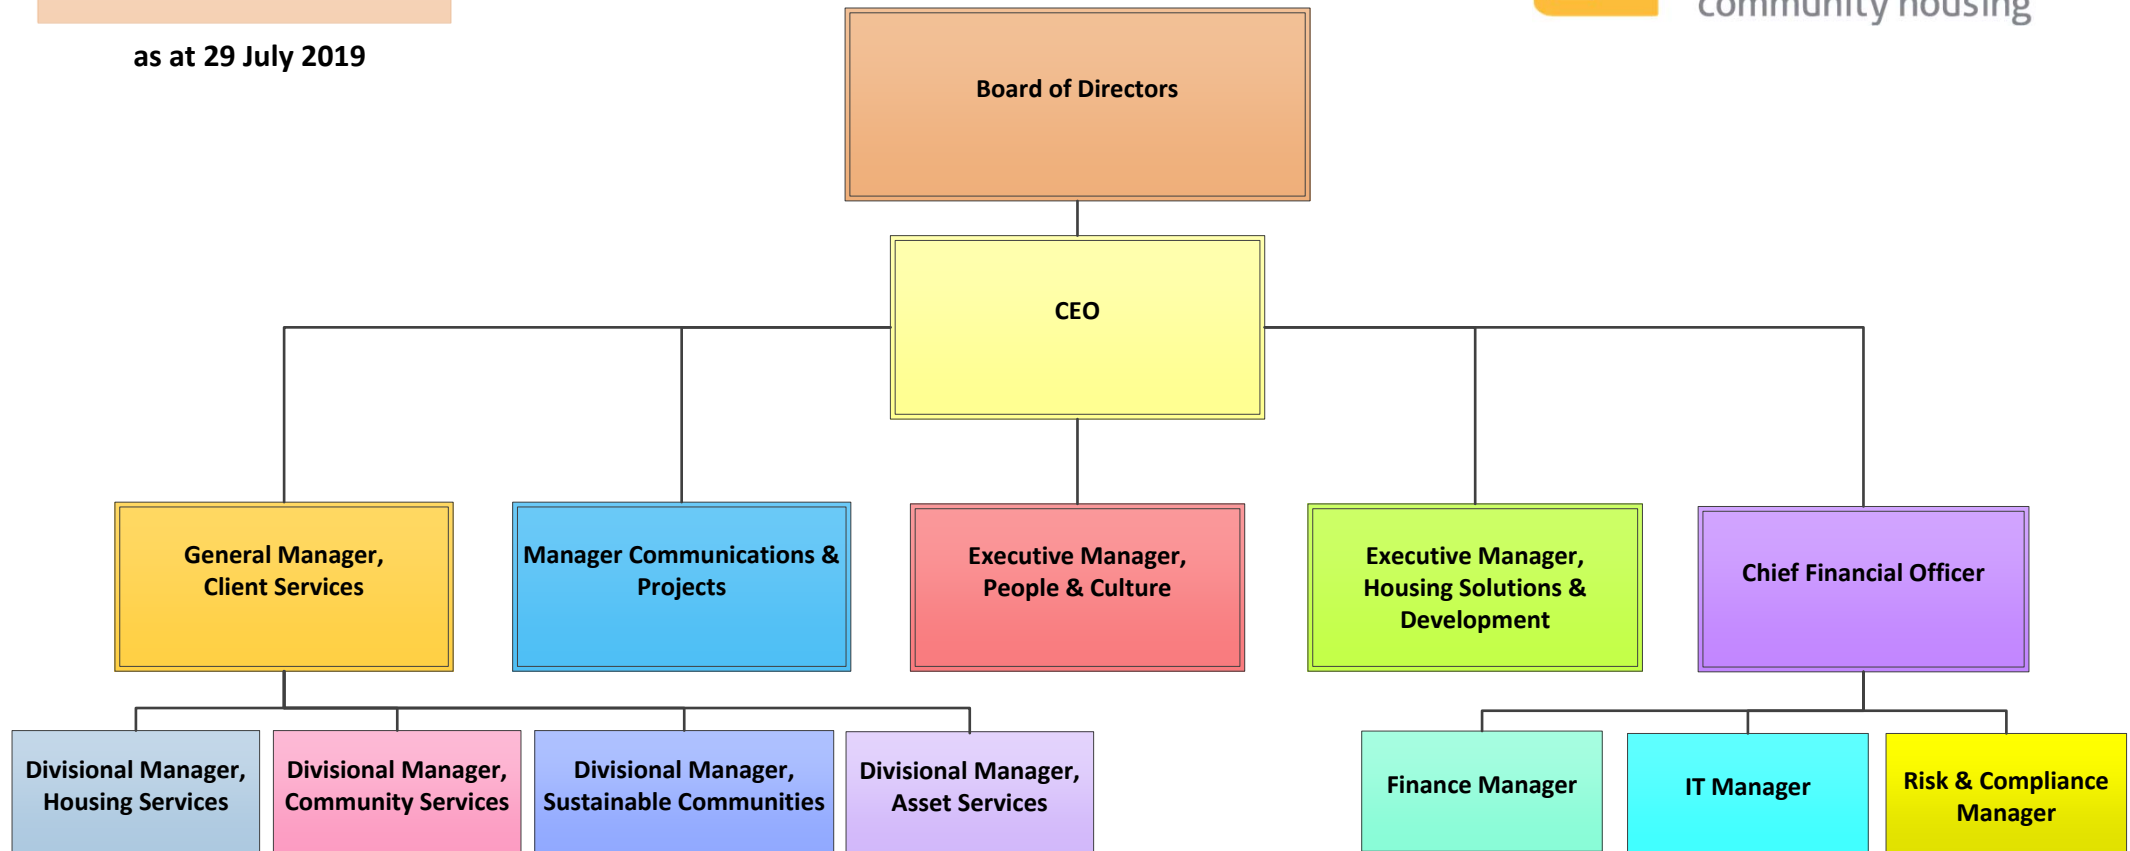 community housing
as at 29 July 2019
Board of Directors
CEO
General Manager,
Client Services
Manager Communications &
Projects
Executive Manager,
People & Culture
Executive Manager,
Housing Solutions &
Development
Chief Financial Officer
Divisional Manager,
Housing Services
Divisional Manager,
Community Services
Divisional Manager,
Sustainable Communities
Divisional Manager,
Asset Services
Finance Manager
IT Manager
Risk & Compliance
Manager